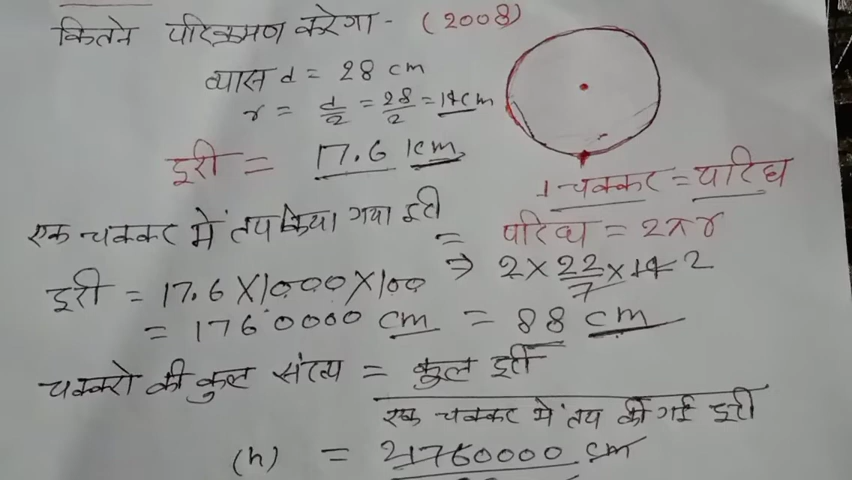 कितने परिक्रमण करेगा - (2008)
व्यास d = 28 cm
r = d/2 = 28/2 = 14cm
दूरी = 17.6 km
1 चक्कर = परिधि
एक चक्कर में तय किया गया दूरी = परिधि = 2πr
⇒ 2 × 22/7 × 14 2
दूरी = 17.6 × 1000 × 100
= 1760000 cm = 88 cm
चक्करो की कुल संख्य = कुल दूरी
एक चक्कर में तय की गई दूरी
(n) = 1760000 cm